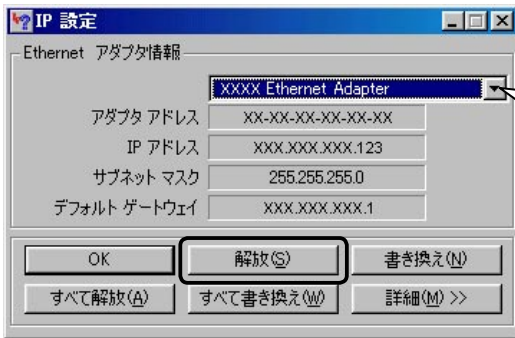 IP 設定
Ethernet アダプタ情報
XXXX Ethernet Adapter
アダプタ アドレス XX-XX-XX-XX-XX-XX
IP アドレス XXX.XXX.XXX.123
サブネット マスク 255.255.255.0
デフォルト ゲートウェイ XXX.XXX.XXX.1
OK 解放(S) 書き換え(N)
すべて解放(A) すべて書き換え(W) 詳細(M) >>